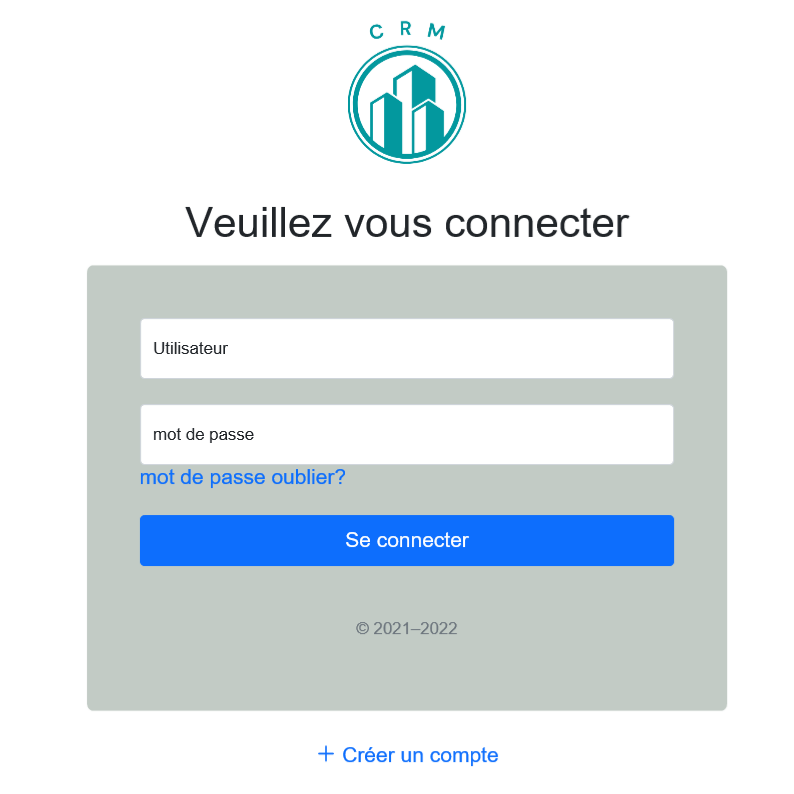 C R M
Veuillez vous connecter
Utilisateur
mot de passe
mot de passe oublier?
Se connecter
© 2021–2022
+ Créer un compte